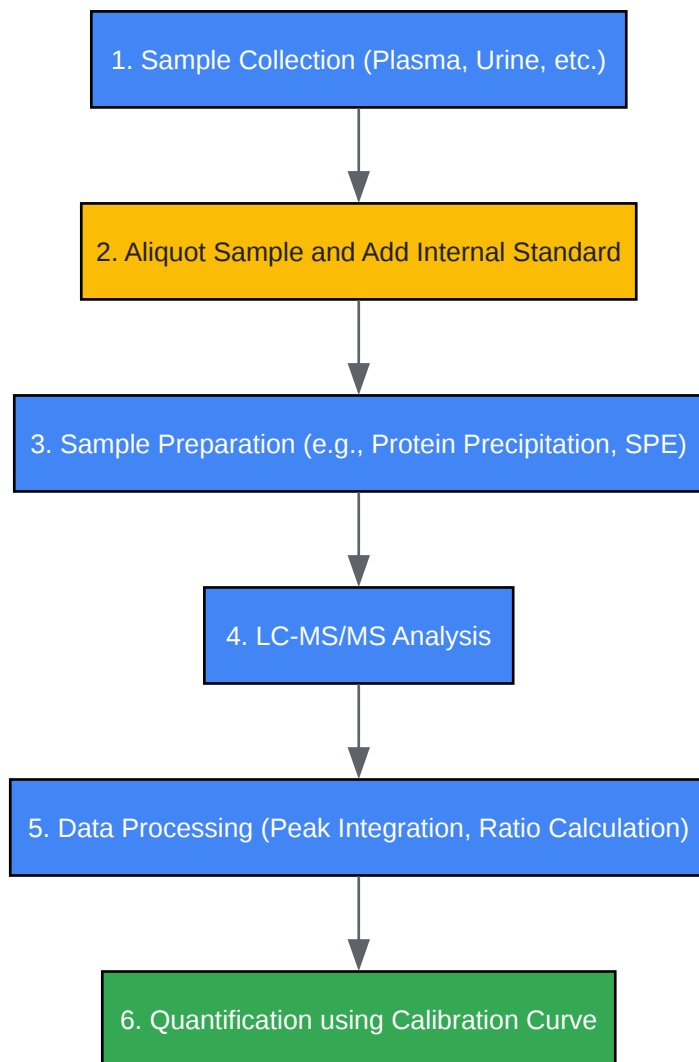 1. Sample Collection (Plasma, Urine, etc.)
2. Aliquot Sample and Add Internal Standard
3. Sample Preparation (e.g., Protein Precipitation, SPE)
4. LC-MS/MS Analysis
5. Data Processing (Peak Integration, Ratio Calculation)
6. Quantification using Calibration Curve